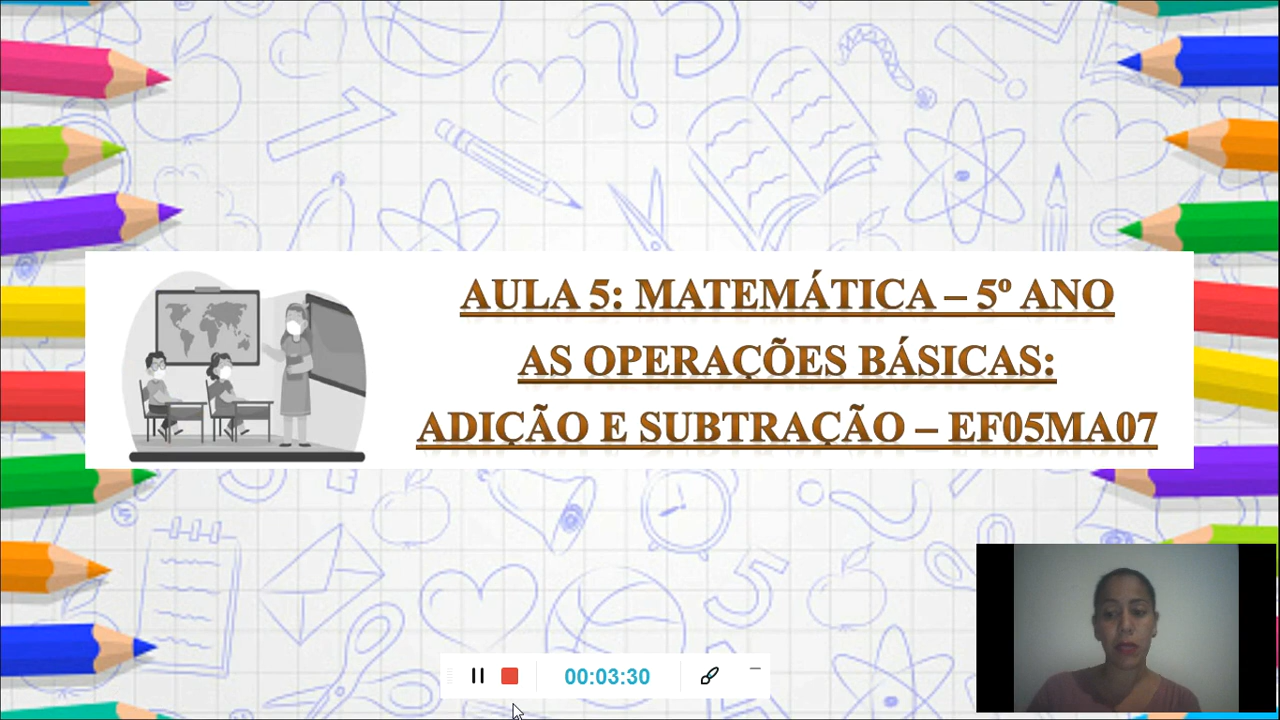 AULA 5: MATEMÁTICA – 5º ANO
AS OPERAÇÕES BÁSICAS:
ADIÇÃO E SUBTRAÇÃO – EF05MA07
00:03:30